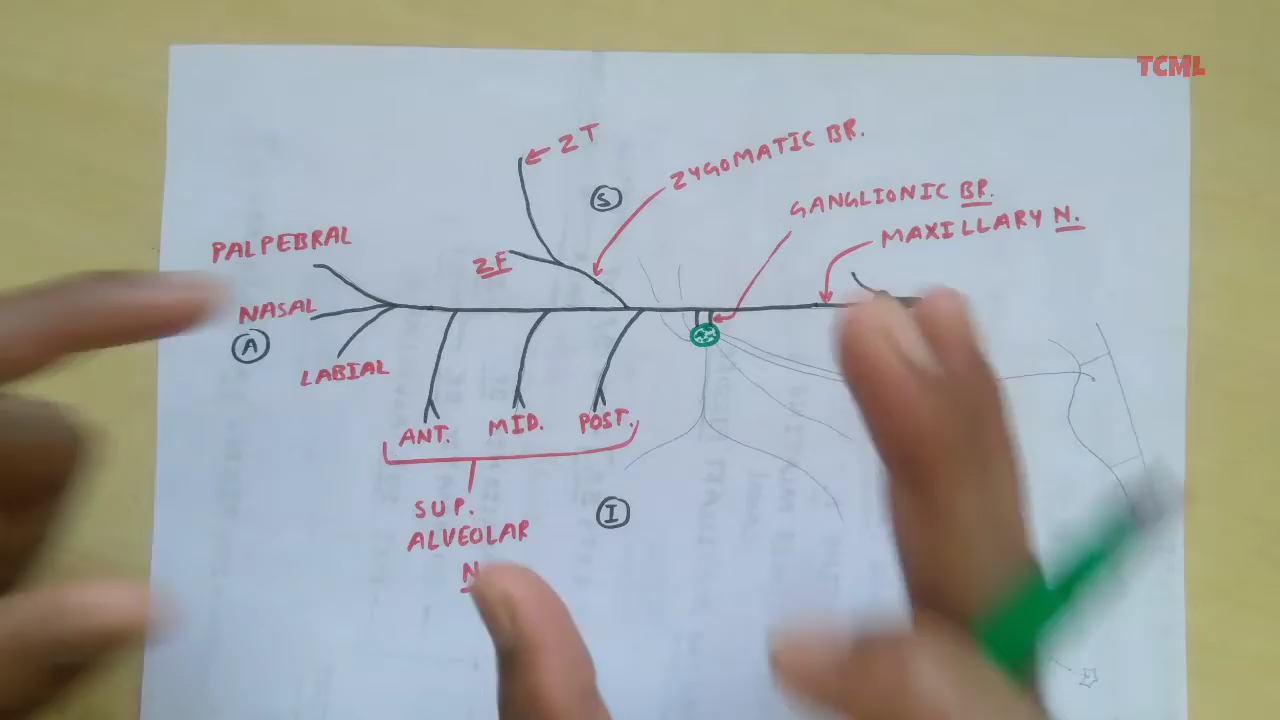 TCML
ZT
ZYGOMATIC BR.
S
GANGLIONIC BR.
MAXILLARY N.
PALPEBRAL
ZF
NASAL
A
LABIAL
ANT.
MID.
POST.
SUP.
ALVEOLAR
N
I